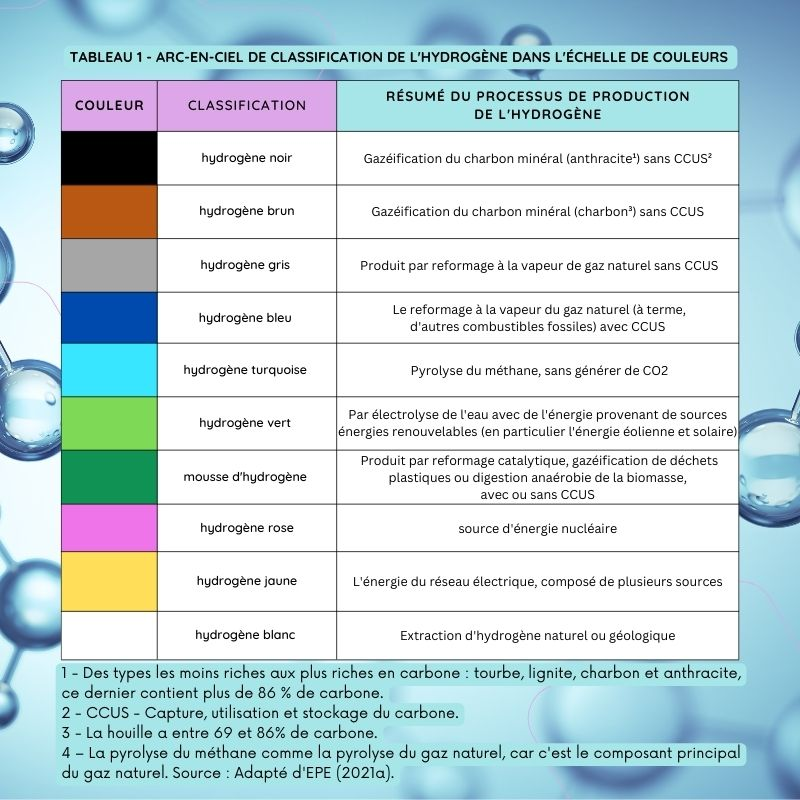 TABLEAU 1 - ARC-EN-CIEL DE CLASSIFICATION DE L'HYDROGÈNE DANS L'ÉCHELLE DE COULEURS
COULEUR
CLASSIFICATION
RÉSUMÉ DU PROCESSUS DE PRODUCTION
DE L'HYDROGÈNE
hydrogène noir
Gazéification du charbon minéral (anthracite¹) sans CCUS²
hydrogène brun
Gazéification du charbon minéral (charbon³) sans CCUS
hydrogène gris
Produit par reformage à la vapeur de gaz naturel sans CCUS
hydrogène bleu
Le reformage à la vapeur du gaz naturel (à terme,
d'autres combustibles fossiles) avec CCUS
hydrogène turquoise
Pyrolyse du méthane, sans générer de CO2
hydrogène vert
Par électrolyse de l'eau avec de l'énergie provenant de sources
énergies renouvelables (en particulier l'énergie éolienne et solaire)
mousse d'hydrogène
Produit par reformage catalytique, gazéification de déchets
plastiques ou digestion anaérobie de la biomasse,
avec ou sans CCUS
hydrogène rose
source d'énergie nucléaire
hydrogène jaune
L'énergie du réseau électrique, composé de plusieurs sources
hydrogène blanc
Extraction d'hydrogène naturel ou géologique
1 - Des types les moins riches aux plus riches en carbone : tourbe, lignite, charbon et anthracite,
ce dernier contient plus de 86 % de carbone.
2 - CCUS - Capture, utilisation et stockage du carbone.
3 - La houille a entre 69 et 86% de carbone.
4 – La pyrolyse du méthane comme la pyrolyse du gaz naturel, car c'est le composant principal
du gaz naturel. Source : Adapté d'EPE (2021a).